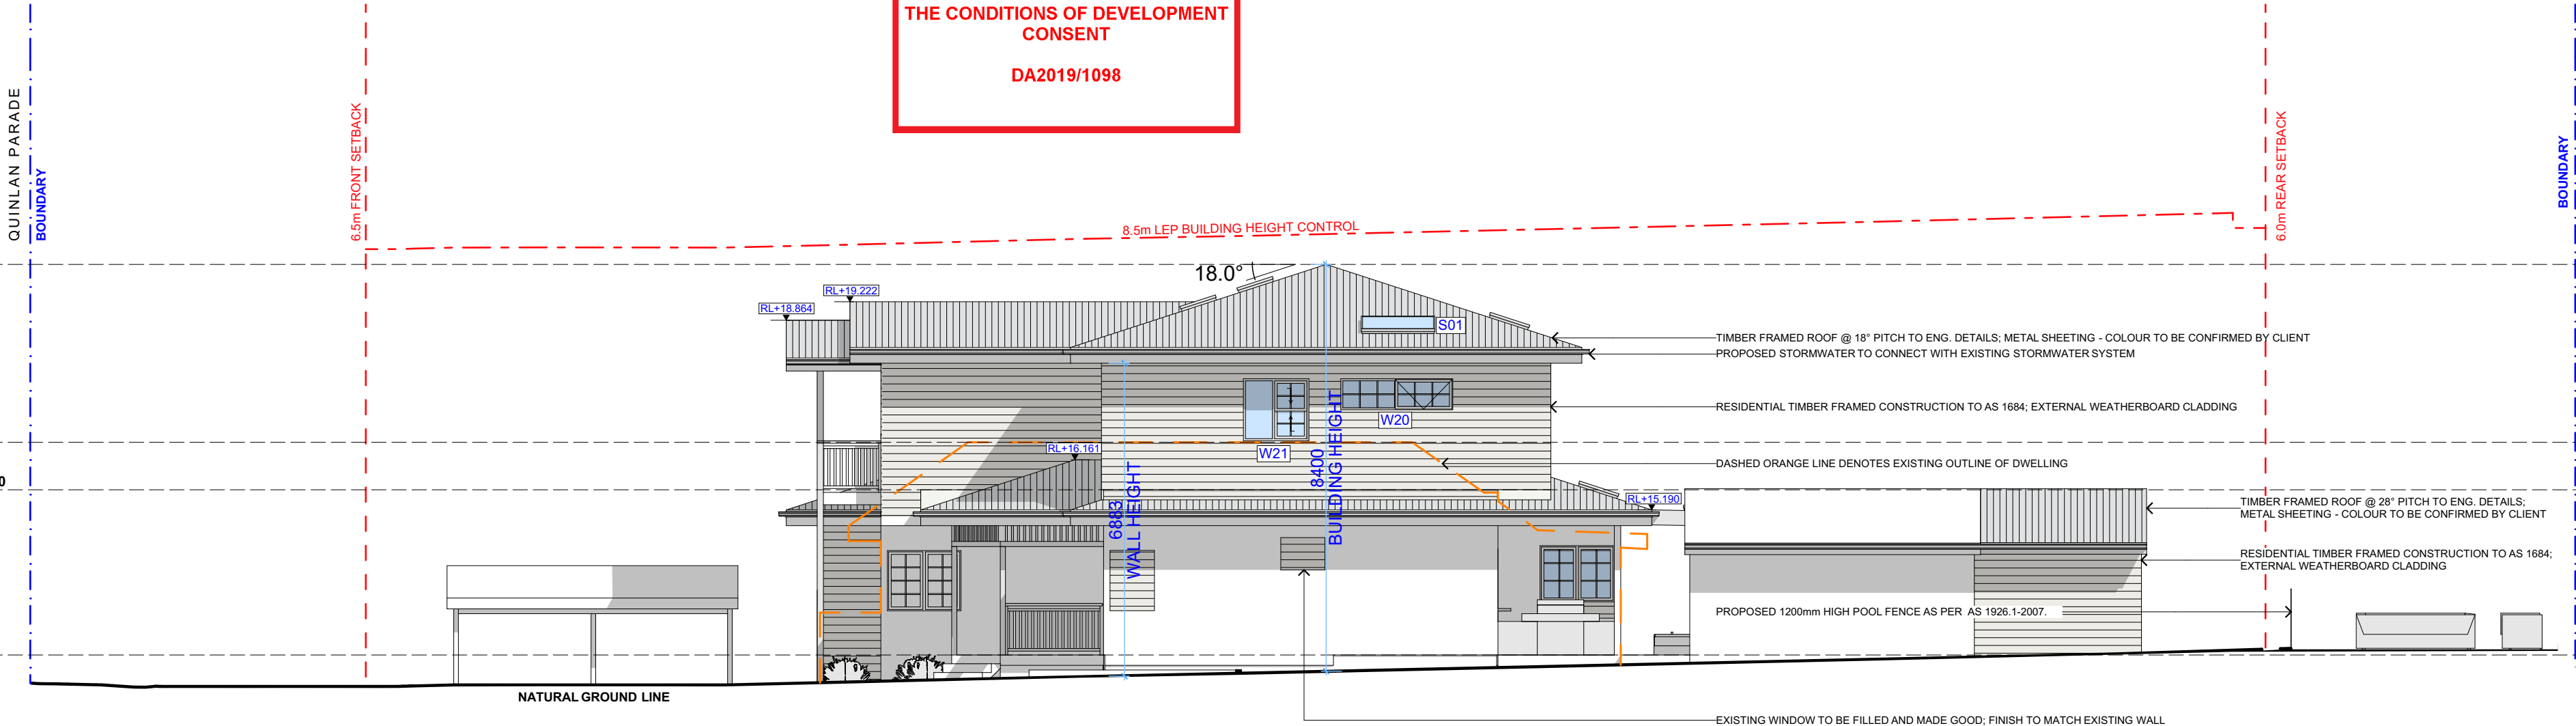 THE CONDITIONS OF DEVELOPMENT
CONSENT
DA2019/1098
QUINLAN PARADE
BOUNDARY
6.5m FRONT SETBACK
8.5m LEP BUILDING HEIGHT CONTROL
6.0m REAR SETBACK
BOUNDARY
18.0°
RL+19.222
RL+18.864
S01
TIMBER FRAMED ROOF @ 18° PITCH TO ENG. DETAILS; METAL SHEETING - COLOUR TO BE CONFIRMED BY CLIENT
PROPOSED STORMWATER TO CONNECT WITH EXISTING STORMWATER SYSTEM
RESIDENTIAL TIMBER FRAMED CONSTRUCTION TO AS 1684; EXTERNAL WEATHERBOARD CLADDING
W20
W21
RL+16.161
DASHED ORANGE LINE DENOTES EXISTING OUTLINE OF DWELLING
0
6883
WALL HEIGHT
8400
BUILDING HEIGHT
RL+15.190
TIMBER FRAMED ROOF @ 28° PITCH TO ENG. DETAILS;
METAL SHEETING - COLOUR TO BE CONFIRMED BY CLIENT
RESIDENTIAL TIMBER FRAMED CONSTRUCTION TO AS 1684;
EXTERNAL WEATHERBOARD CLADDING
PROPOSED 1200mm HIGH POOL FENCE AS PER AS 1926.1-2007.
NATURAL GROUND LINE
EXISTING WINDOW TO BE FILLED AND MADE GOOD; FINISH TO MATCH EXISTING WALL